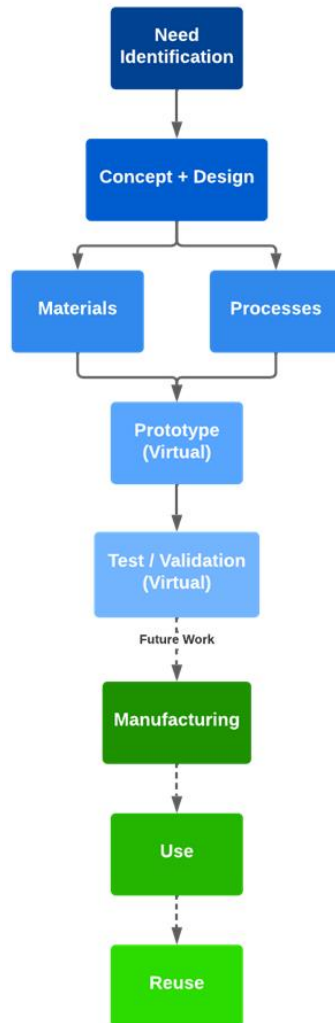 Need
Identification
Concept + Design
Materials
Processes
Prototype
(Virtual)
Test / Validation
(Virtual)
Future Work
Manufacturing
Use
Reuse